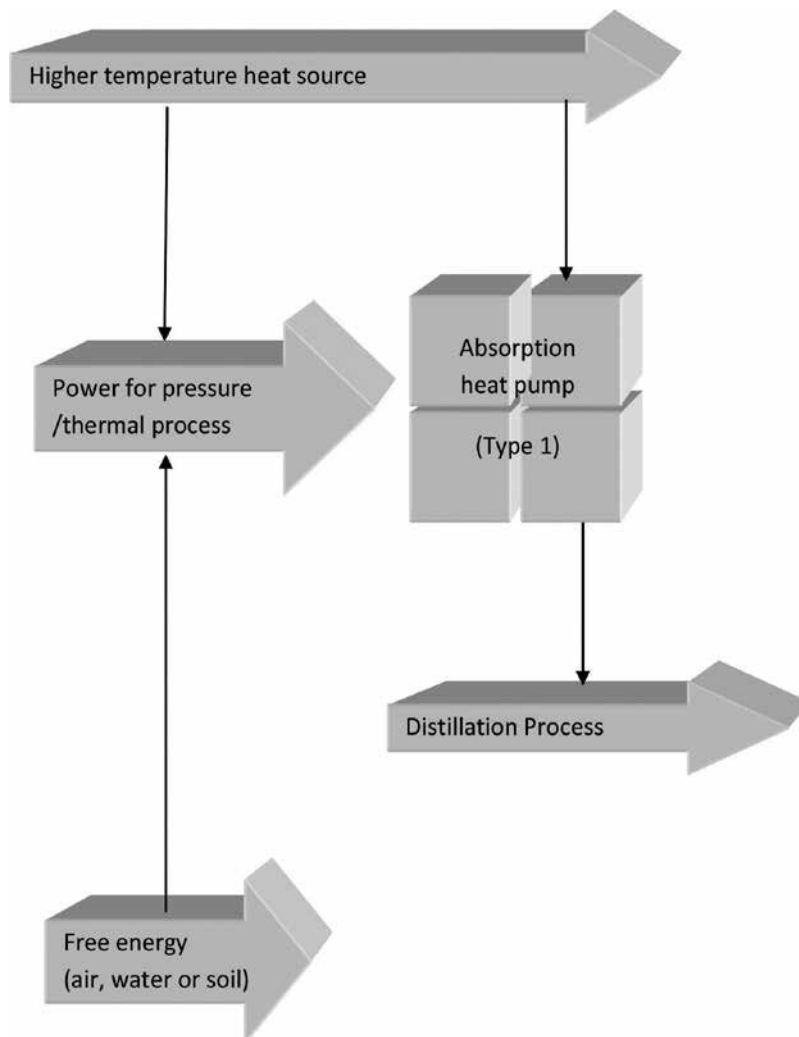 Higher temperature heat source
Power for pressure
/thermal process
Absorption
heat pump
(Type 1)
Distillation Process
Free energy
(air, water or soil)